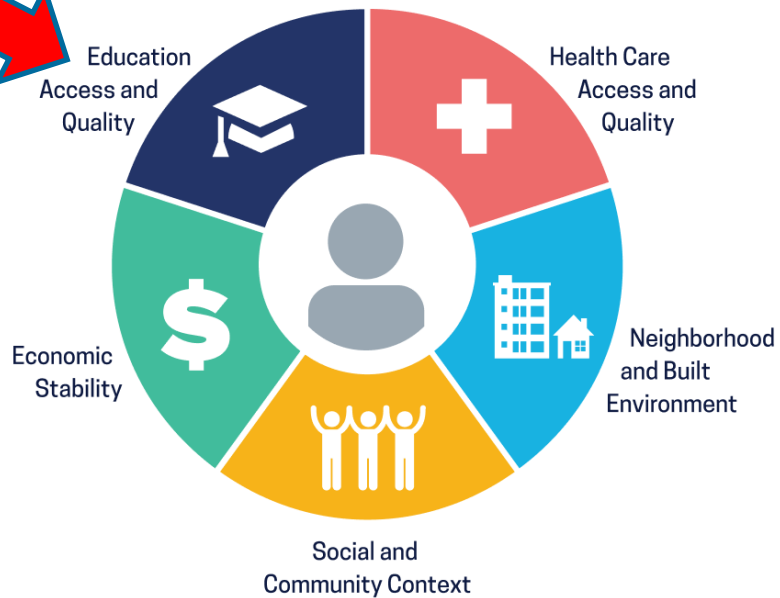 Education
Access and
Quality
Health Care
Access and
Quality
Economic
Stability
Neighborhood
and Built
Environment
Social and
Community Context